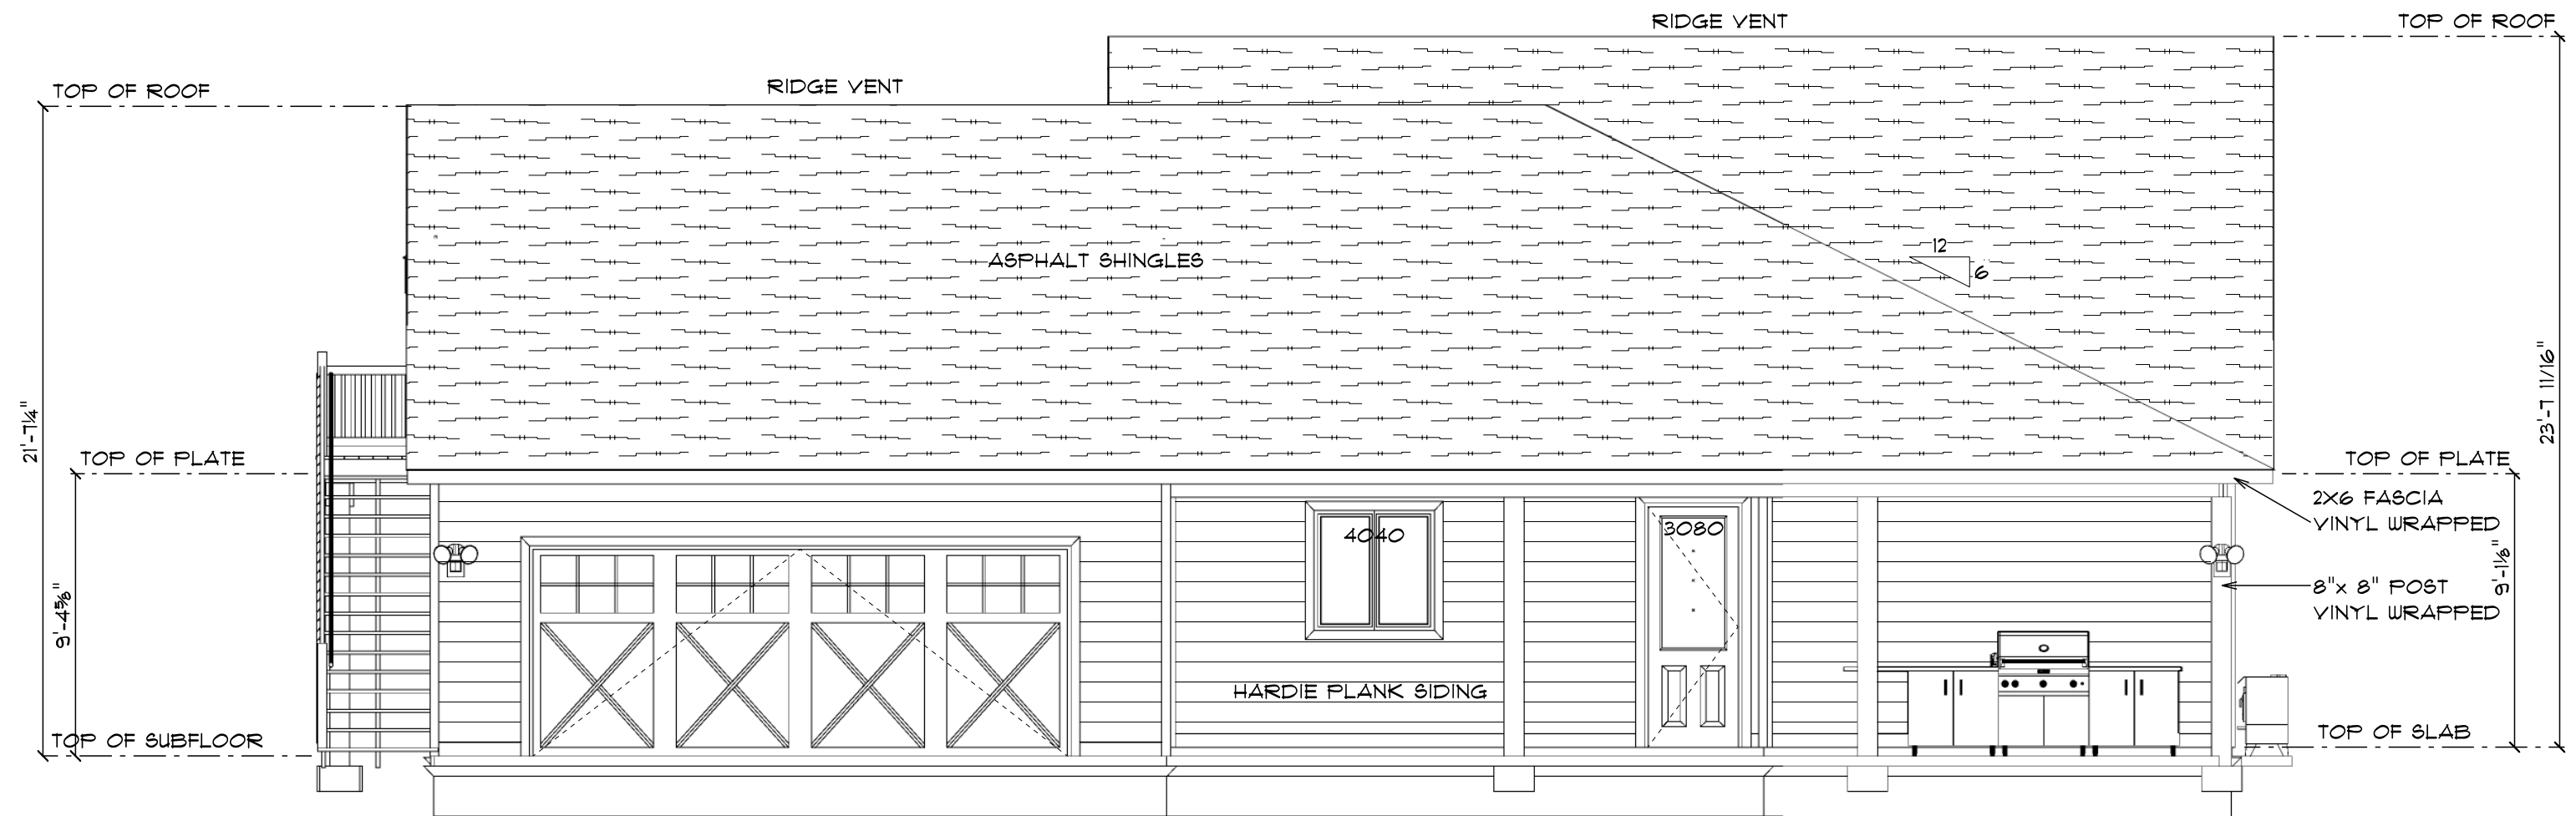 RIDGE VENT
TOP OF ROOF
RIDGE VENT
TOP OF ROOF
ASPHALT SHINGLES
12
6
21'-7¼"
23'-7 11/16"
TOP OF PLATE
TOP OF PLATE
2X6 FASCIA
VINYL WRAPPED
4040
3080
9'-4⅝"
9'-1⅛"
8"x 8" POST
VINYL WRAPPED
HARDIE PLANK SIDING
TOP OF SUBFLOOR
TOP OF SLAB